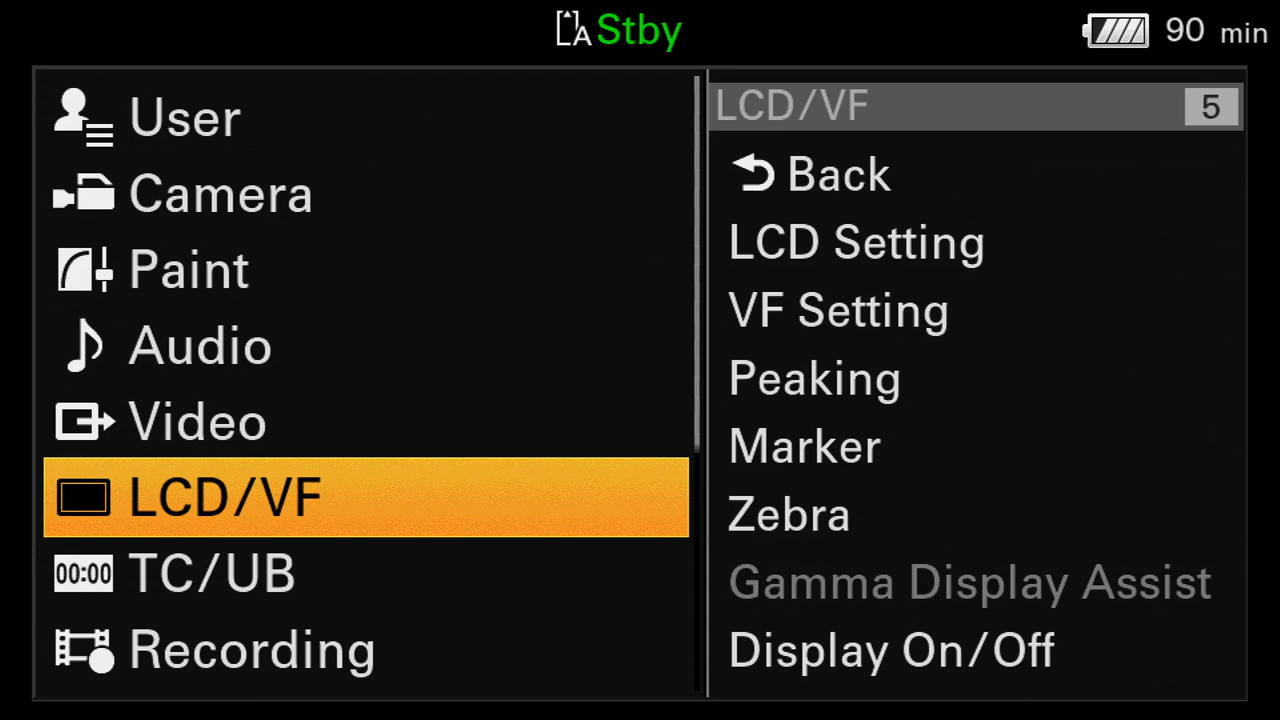 A Stby
90 min
User
Camera
Paint
Audio
Video
LCD/VF
00:00 TC/UB
Recording
LCD/VF 5
Back
LCD Setting
VF Setting
Peaking
Marker
Zebra
Gamma Display Assist
Display On/Off